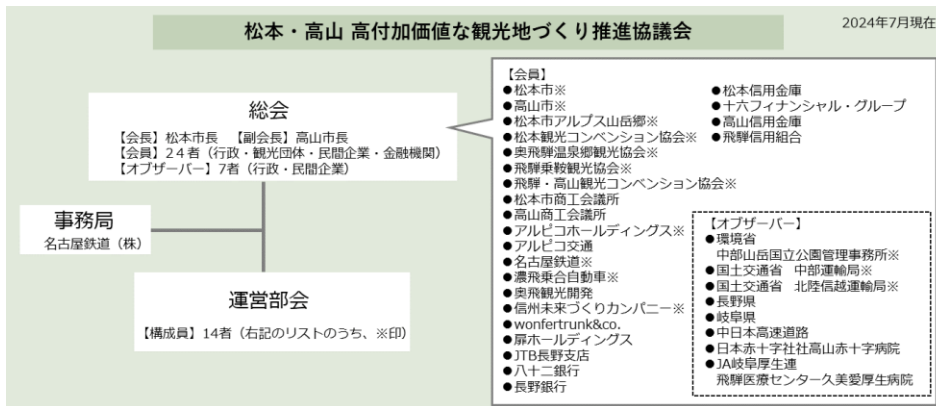 松本・高山 高付加価値な観光地づくり推進協議会
2024年7月現在
総会
【会長】松本市長 【副会長】高山市長
【会員】２４者（行政・観光団体・民間企業・金融機関）
【オブザーバー】7者（行政・民間企業）
事務局
名古屋鉄道（株）
運営部会
【構成員】14者（右記のリストのうち、※印）
【会員】
●松本市※
●高山市※
●松本市アルプス山岳郷※
●松本観光コンベンション協会※
●奥飛騨温泉郷観光協会※
●飛騨乗鞍観光協会※
●飛騨・高山観光コンベンション協会※
●松本市商工会議所
●高山商工会議所
●アルピコホールディングス※
●アルピコ交通
●名古屋鉄道※
●濃飛乗合自動車※
●奥飛観光開発
●信州未来づくりカンパニー※
●wonfertrunk&co.
●扉ホールディングス
●JTB長野支店
●八十二銀行
●長野銀行
●松本信用金庫
●十六フィナンシャル・グループ
●高山信用金庫
●飛騨信用組合
【オブザーバー】
●環境省
中部山岳国立公園管理事務所※
●国土交通省 中部運輸局※
●国土交通省 北陸信越運輸局※
●長野県
●岐阜県
●中日本高速道路
●日本赤十字社社高山赤十字病院
●JA岐阜厚生連
飛騨医療センター久美愛厚生病院